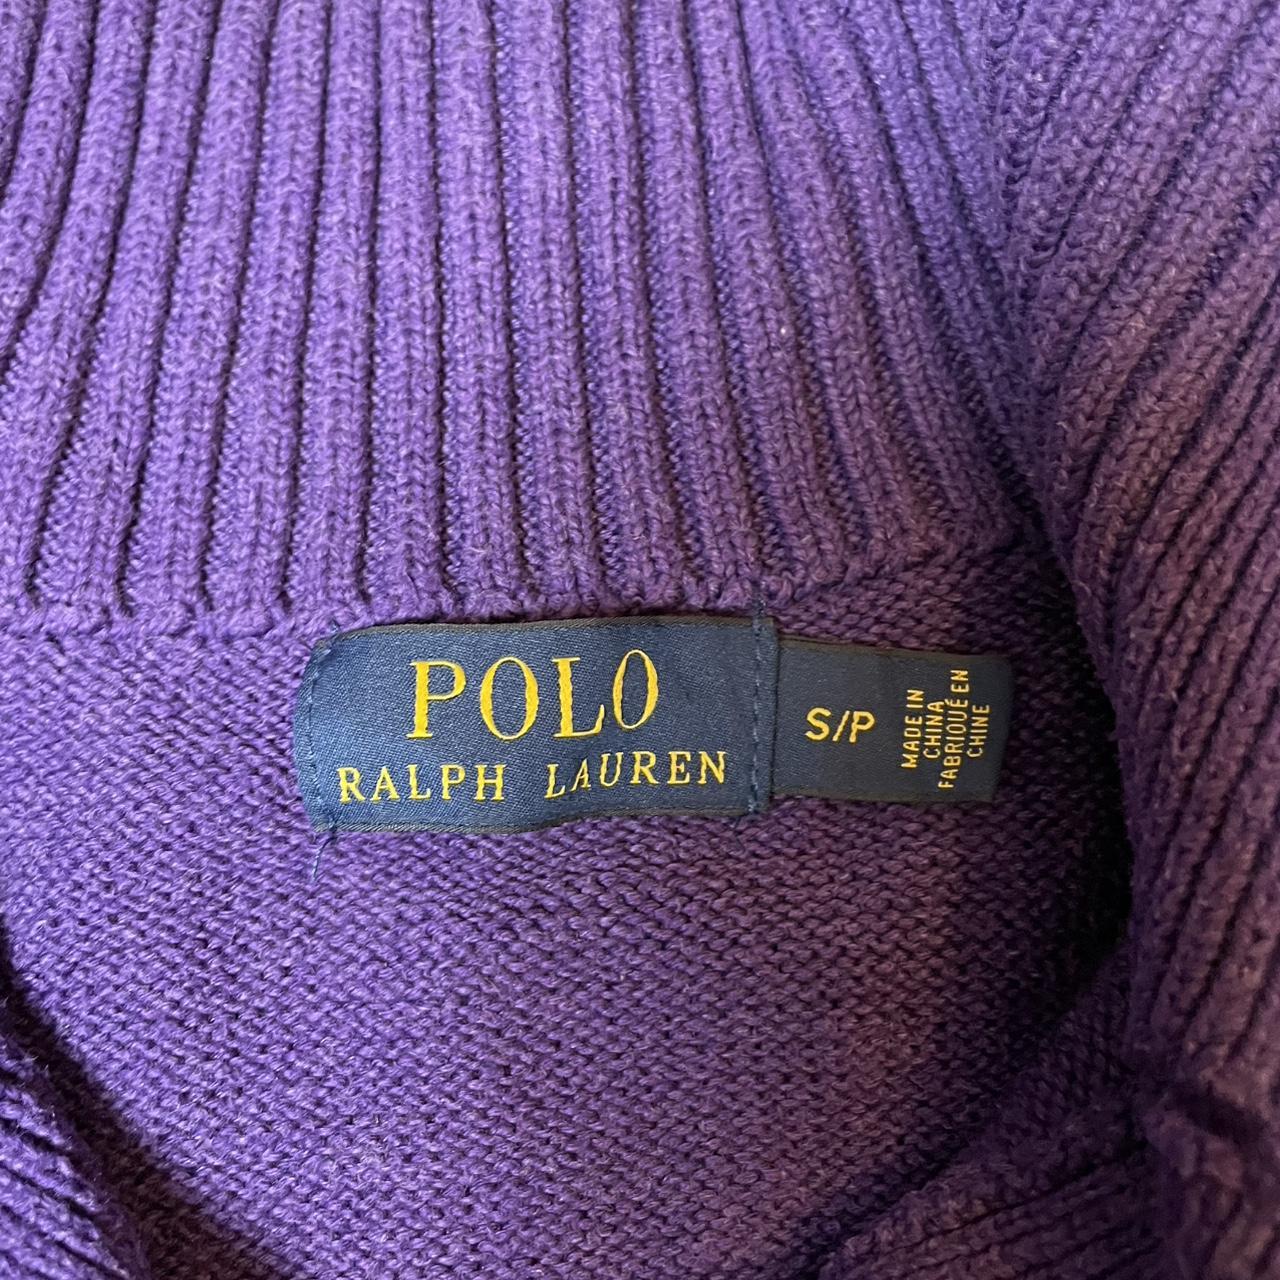 POLO
RALPH LAUREN
S/P
MADE IN
CHINA
FABRIQUÉ EN
CHINE